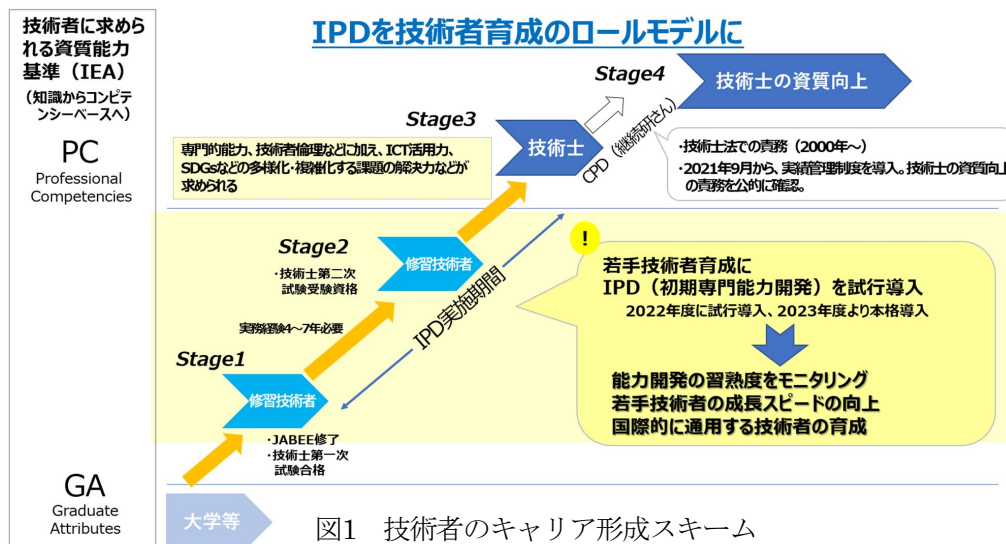 技術者に求めら
れる資質能力
基準（IEA）
（知識からコンピテ
ンシーベースへ）
PC
Professional
Competencies
GA
Graduate
Attributes
IPDを技術者育成のロールモデルに
Stage4
技術士の資質向上
Stage3
技術士
CPD（継続研さん）
専門的能力、技術者倫理などに加え、ICT活用力、
SDGsなどの多様化・複雑化する課題の解決力などが
求められる
・技術士法での責務（2000年～）
・2021年9月から、実績管理制度を導入。技術士の資質向上
の責務を公的に確認。
Stage2
修習技術者
・技術士第二次
試験受験資格
IPD実施期間
!
若手技術者育成に
IPD（初期専門能力開発）を試行導入
2022年度に試行導入、2023年度より本格導入
能力開発の習熟度をモニタリング
若手技術者の成長スピードの向上
国際的に通用する技術者の育成
実務経験4～7年必要
Stage1
修習技術者
・JABEE修了
・技術士第一次
試験合格
大学等
図1　技術者のキャリア形成スキーム